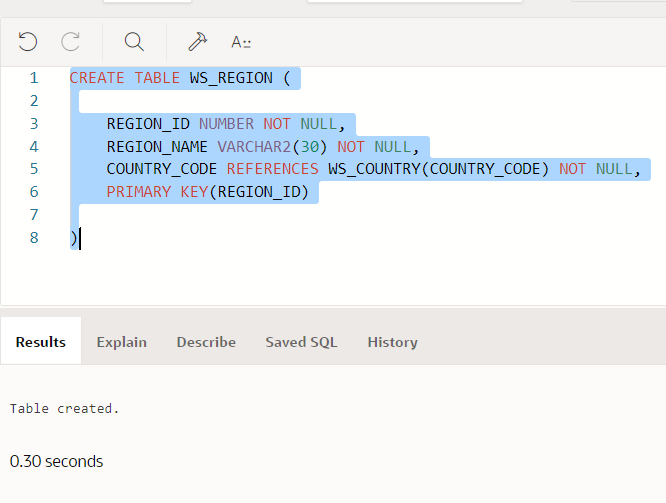 A::
1 CREATE TABLE WS_REGION (
2
3 REGION_ID NUMBER NOT NULL,
4 REGION_NAME VARCHAR2(30) NOT NULL,
5 COUNTRY_CODE REFERENCES WS_COUNTRY(COUNTRY_CODE) NOT NULL,
6 PRIMARY KEY(REGION_ID)
7
8 )
Results Explain Describe Saved SQL History
Table created.
0.30 seconds